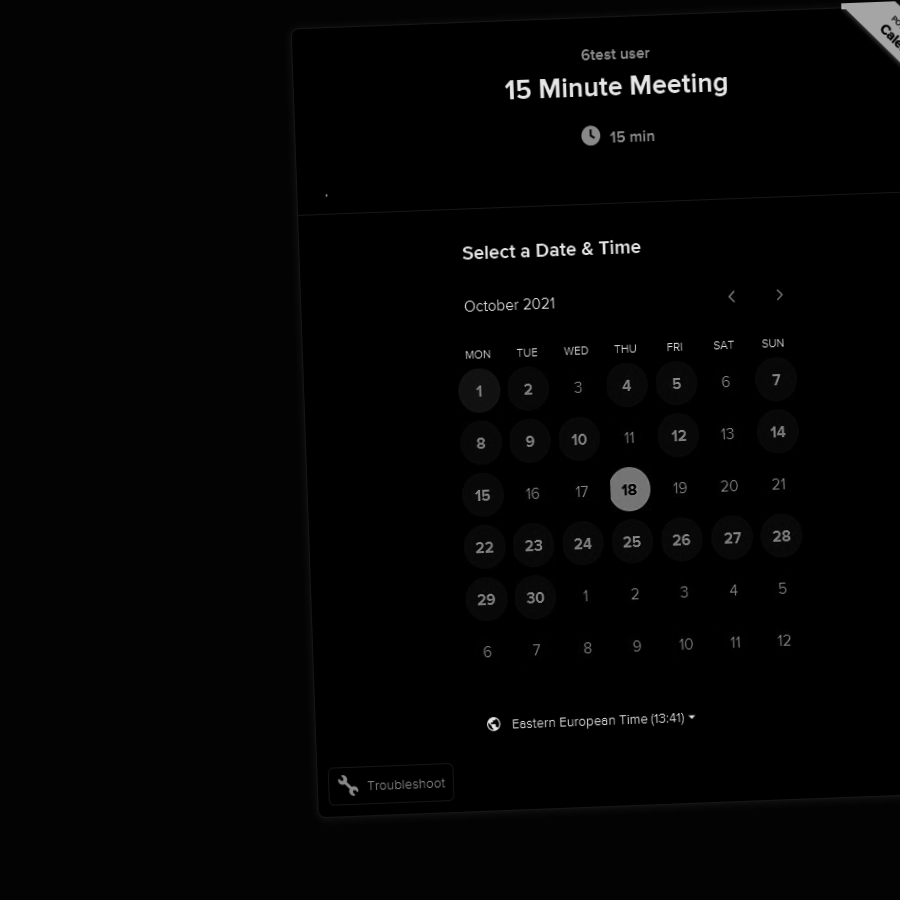 6test user
15 Minute Meeting
15 min
Select a Date & Time
October 2021
MON TUE WED THU FRI SAT SUN
1 2 3 4 5 6 7
8 9 10 11 12 13 14
15 16 17 18 19 20 21
22 23 24 25 26 27 28
29 30 1 2 3 4 5
6 7 8 9 10 11 12
Eastern European Time (13:41)
Troubleshoot